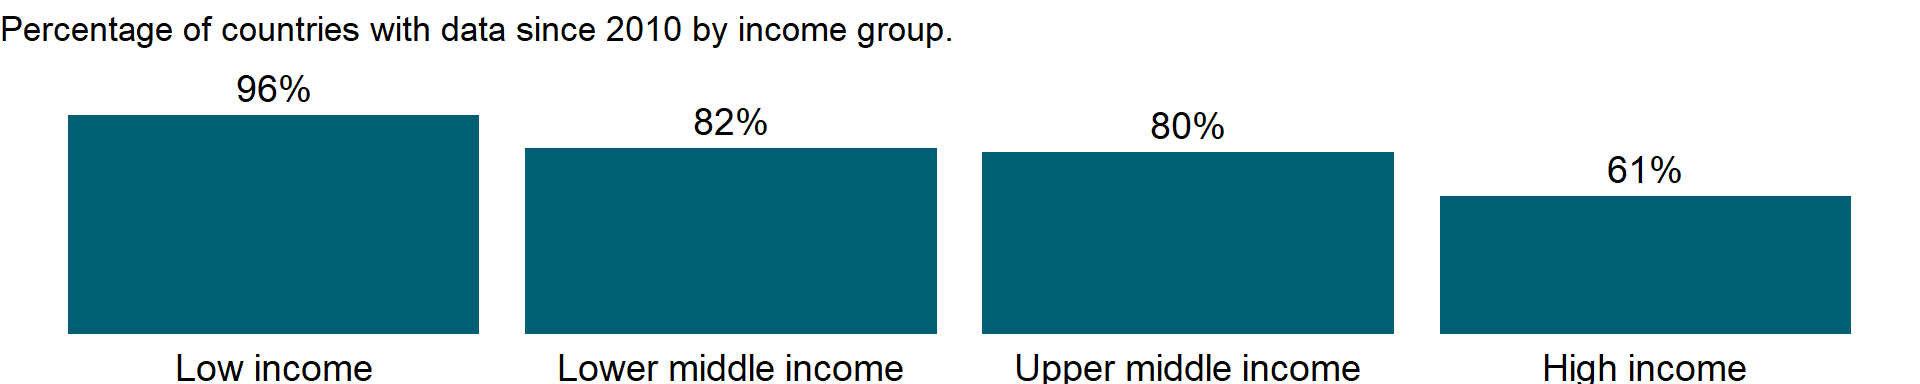 Percentage of countries with data since 2010 by income group.
96%
82%
80%
61%
Low income
Lower middle income
Upper middle income
High income